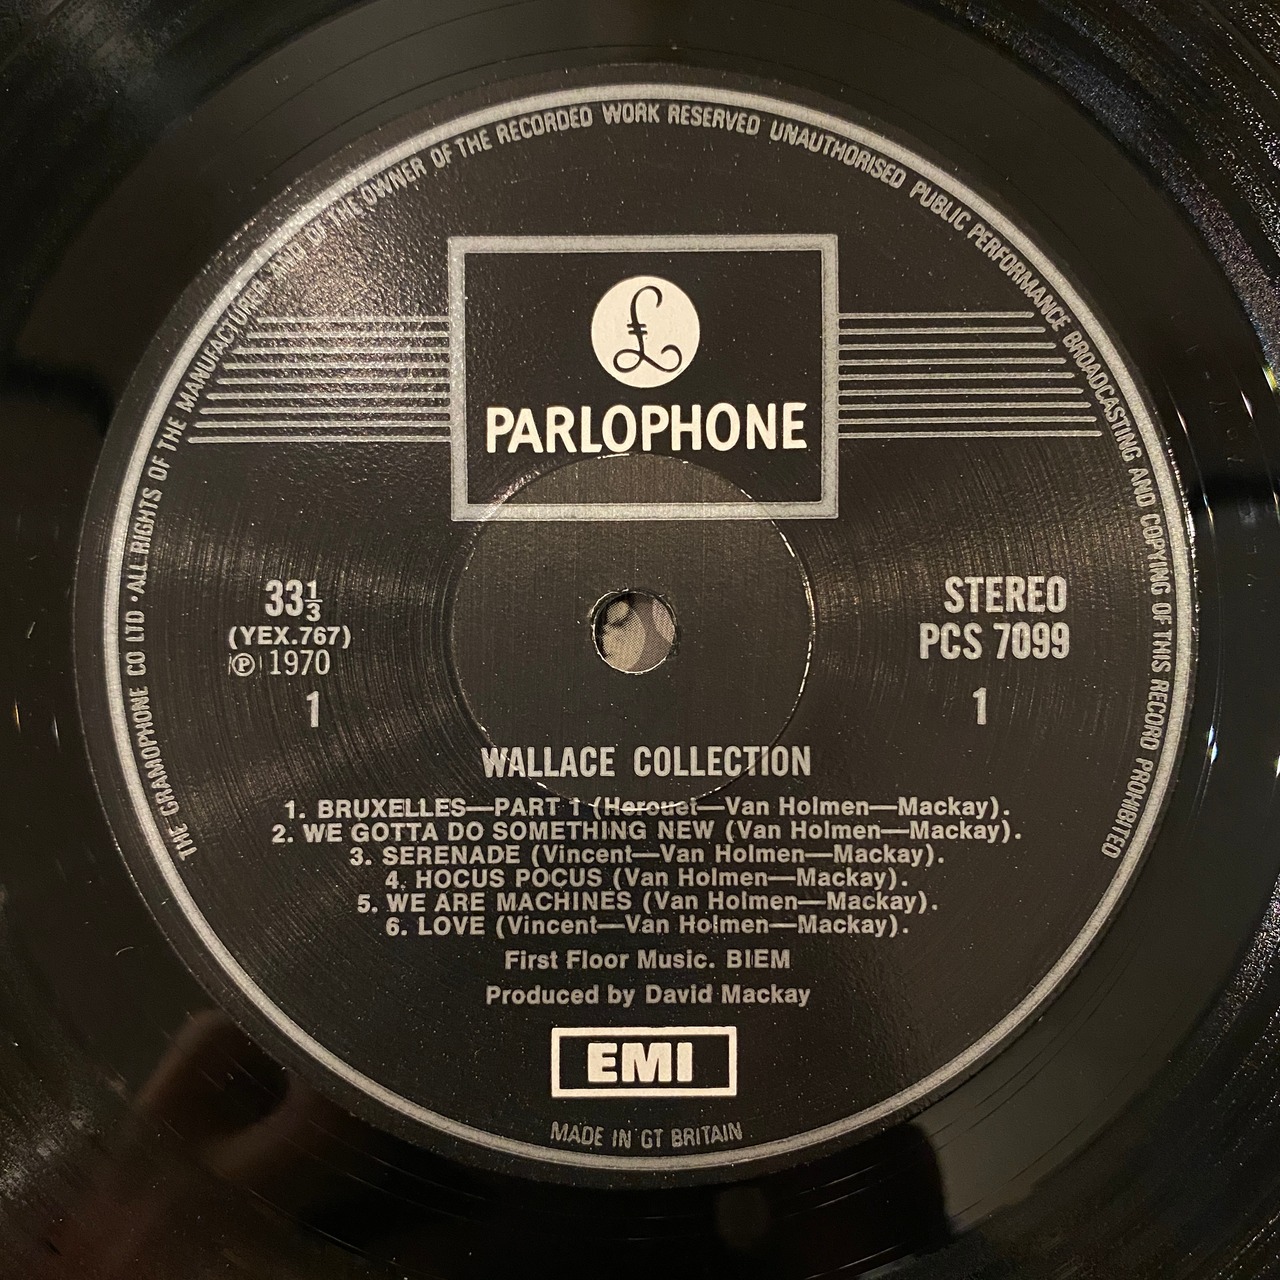 THE GRAMOPHONE CO LTD · ALL RIGHTS OF THE MANUFACTURER AND OF THE OWNER OF THE RECORDED WORK RESERVED UNAUTHORISED PUBLIC PERFORMANCE BROADCASTING AND COPYING OF THIS RECORD PROHIBITED
£
PARLOPHONE
33⅓
(YEX.767)
℗ 1970
1
STEREO
PCS 7099
1
WALLACE COLLECTION
1. BRUXELLES—PART 1 (Herouet—Van Holmen—Mackay).
2. WE GOTTA DO SOMETHING NEW (Van Holmen—Mackay).
3. SERENADE (Vincent—Van Holmen—Mackay).
4. HOCUS POCUS (Van Holmen—Mackay).
5. WE ARE MACHINES (Van Holmen—Mackay).
6. LOVE (Vincent—Van Holmen—Mackay).
First Floor Music. BIEM
Produced by David Mackay
EMI
MADE IN GT BRITAIN